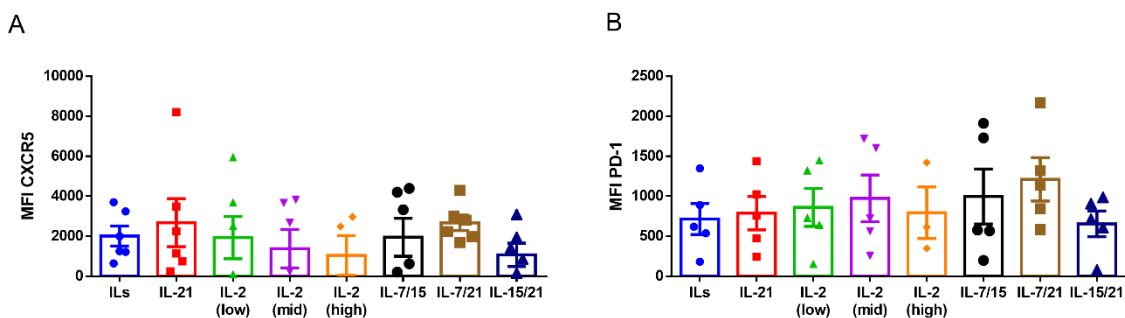 A
MFI CXCR5
10000
8000
6000
4000
2000
0
ILs IL-21 IL-2 IL-2 IL-2 IL-7/15 IL-7/21 IL-15/21
(low) (mid) (high)
B
MFI PD-1
2500
2000
1500
1000
500
0
ILs IL-21 IL-2 IL-2 IL-2 IL-7/15 IL-7/21 IL-15/21
(low) (mid) (high)